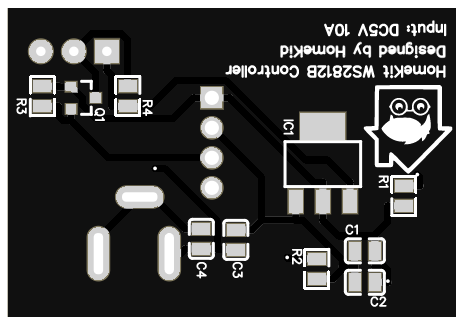 Input: DC5V 10A
Designed by HomeKid
HomeKit WS2812B Controller
R3
Q1
R4
IC1
R1
C4
C3
R2
C1
C2